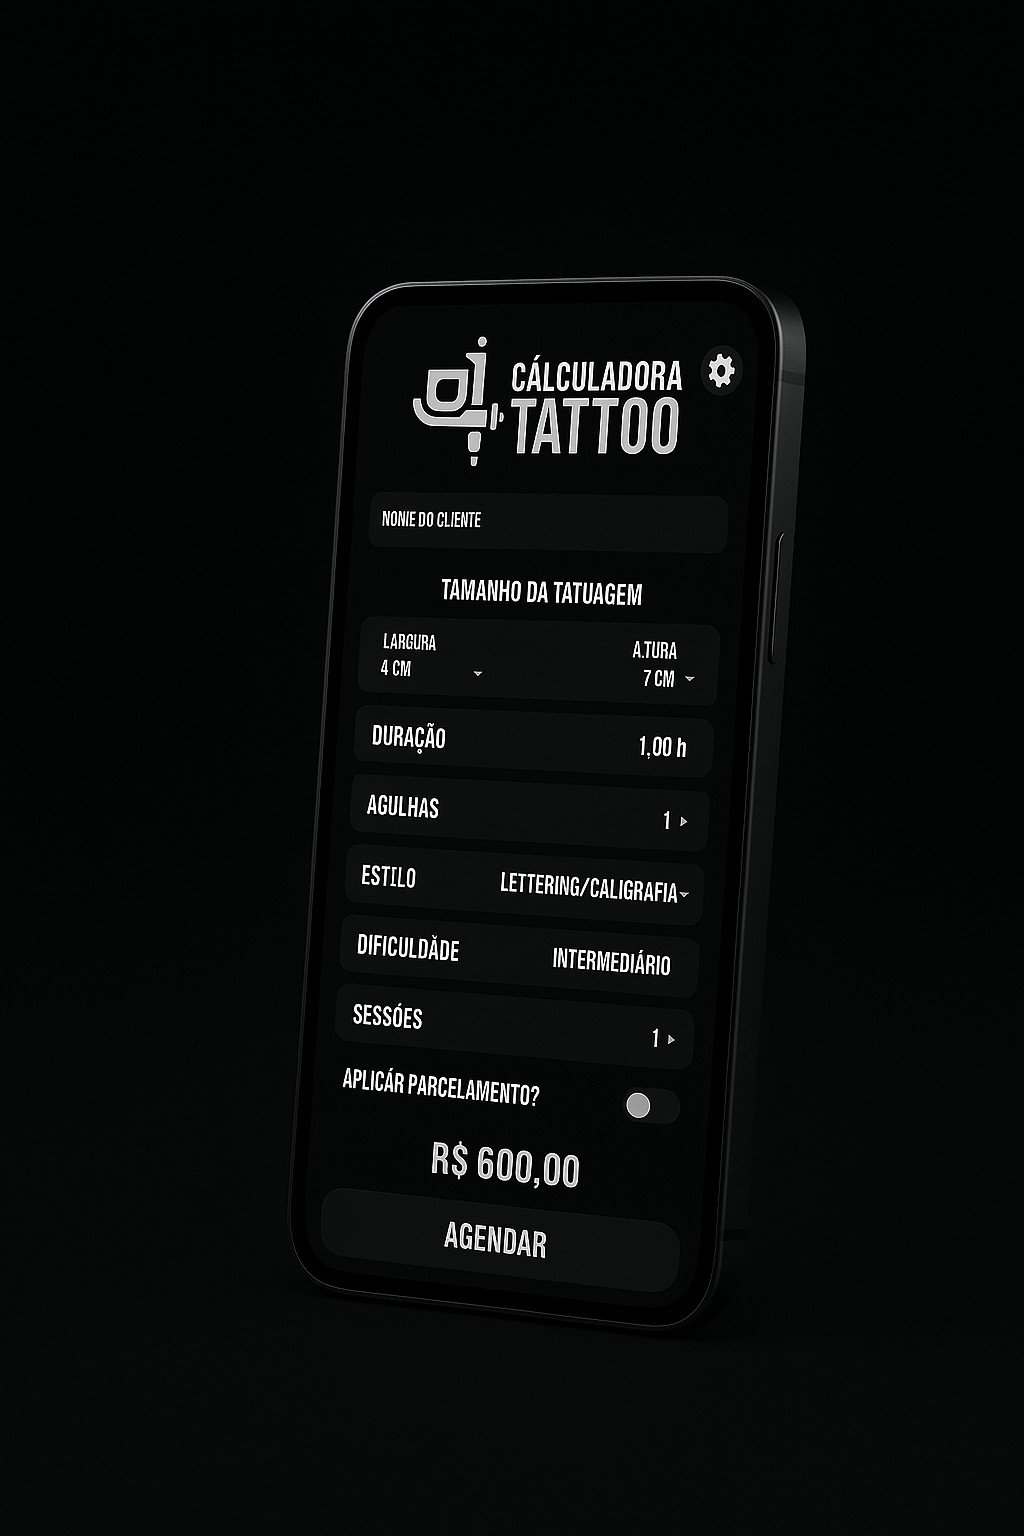 CÁLCULADORA
TATTOO
NONIE DO CLIENTE
TAMANHO DA TATUAGEM
LARGURA
4 CM
A.TURA
7 CM
DURAÇÃO 1,00 h
AGULHAS 1
ESTILO LETTERING/CALIGRAFIA
DIFICULDĂDE INTERMEDIÁRIO
SESSÓES 1
APLICÁR PARCELAMENTO?
R$ 600,00
AGENDAR